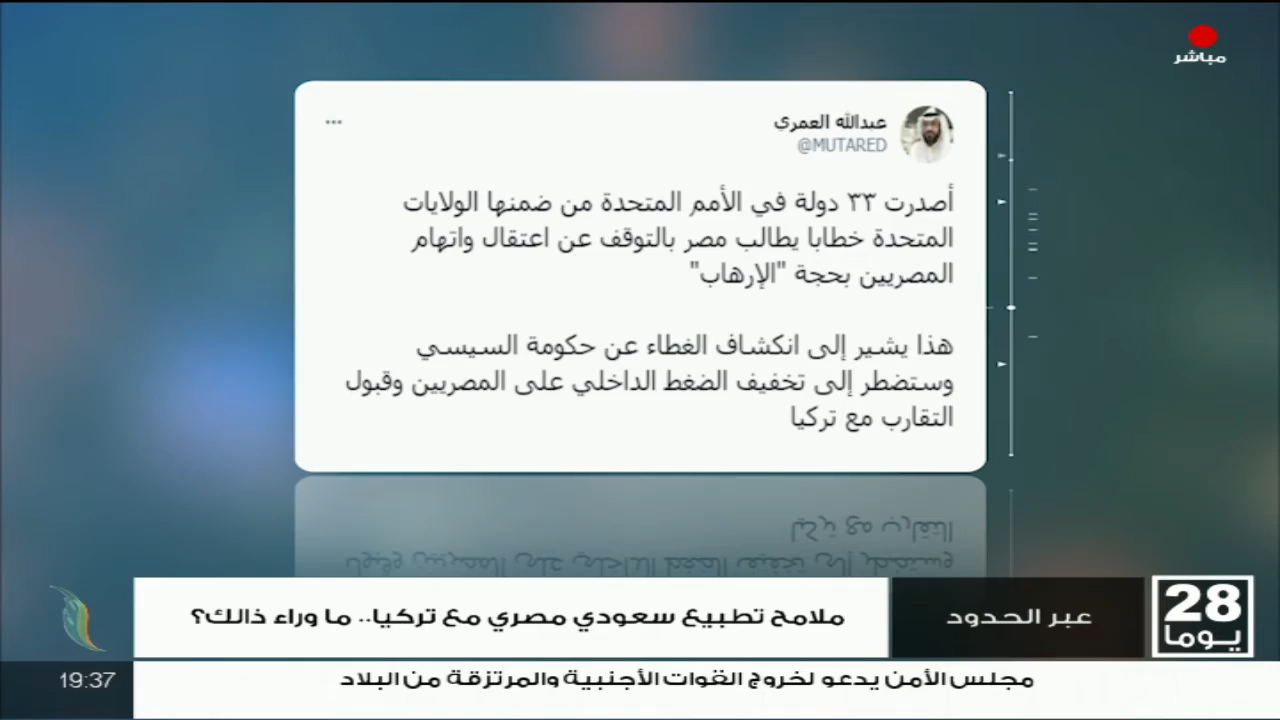 مباشر
عبدالله العمري
@MUTARED
أصدرت ٣٣ دولة في الأمم المتحدة من ضمنها الولايات
المتحدة خطابا يطالب مصر بالتوقف عن اعتقال واتهام
المصريين بحجة "الإرهاب"
هذا يشير إلى انكشاف الغطاء عن حكومة السيسي
وستضطر إلى تخفيف الضغط الداخلي على المصريين وقبول
التقارب مع تركيا
28
يوما
عبر الحدود
ملامح تطبيع سعودي مصري مع تركيا.. ما وراء ذالك؟
مجلس الأمن يدعو لخروج القوات الأجنبية والمرتزقة من البلاد
19:37